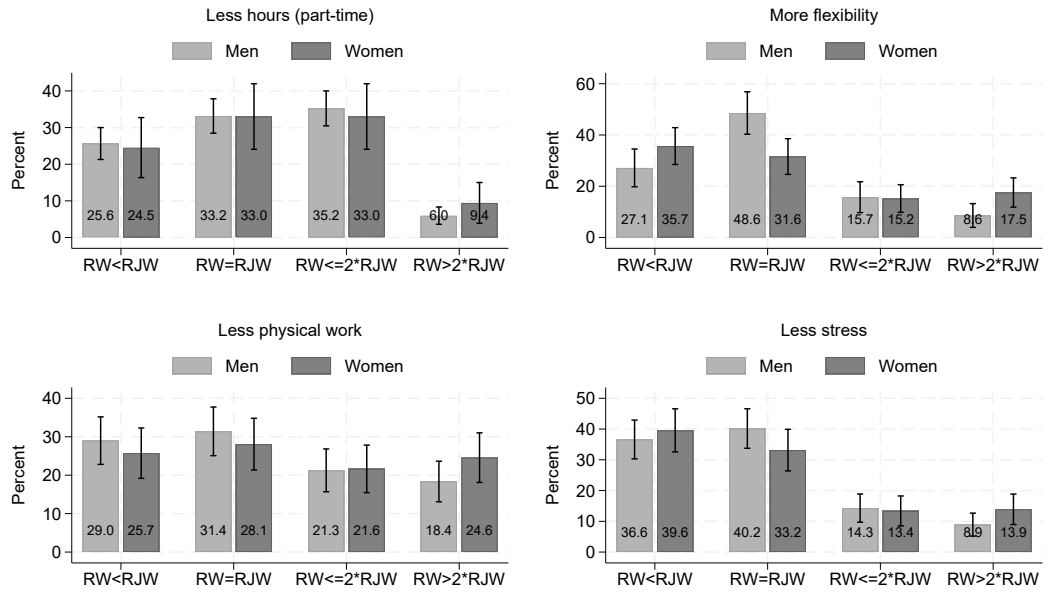 Less hours (part-time)
Men Women
Percent
40
30
20
10
0
25.6 24.5 33.2 33.0 35.2 33.0 6.0 9.4
RW<RJW RW=RJW RW<=2*RJW RW>2*RJW
More flexibility
Men Women
Percent
60
40
20
0
27.1 35.7 48.6 31.6 15.7 15.2 8.6 17.5
RW<RJW RW=RJW RW<=2*RJW RW>2*RJW
Less physical work
Men Women
Percent
40
30
20
10
0
29.0 25.7 31.4 28.1 21.3 21.6 18.4 24.6
RW<RJW RW=RJW RW<=2*RJW RW>2*RJW
Less stress
Men Women
Percent
50
40
30
20
10
0
36.6 39.6 40.2 33.2 14.3 13.4 8.9 13.9
RW<RJW RW=RJW RW<=2*RJW RW>2*RJW